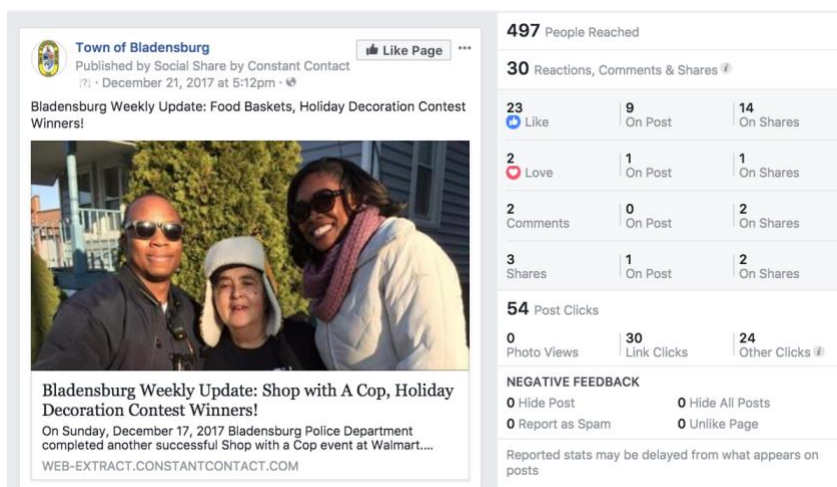 Town of Bladensburg
Like Page
Published by Social Share by Constant Contact
[?] · December 21, 2017 at 5:12pm ·
Bladensburg Weekly Update: Food Baskets, Holiday Decoration Contest
Winners!
Bladensburg Weekly Update: Shop with A Cop, Holiday
Decoration Contest Winners!
On Sunday, December 17, 2017 Bladensburg Police Department
completed another successful Shop with a Cop event at Walmart....
WEB-EXTRACT.CONSTANTCONTACT.COM
497 People Reached
30 Reactions, Comments & Shares
23 9 14
Like On Post On Shares
2 1 1
Love On Post On Shares
2 0 2
Comments On Post On Shares
3 1 2
Shares On Post On Shares
54 Post Clicks
0 30 24
Photo Views Link Clicks Other Clicks
NEGATIVE FEEDBACK
0 Hide Post 0 Hide All Posts
0 Report as Spam 0 Unlike Page
Reported stats may be delayed from what appears on
posts